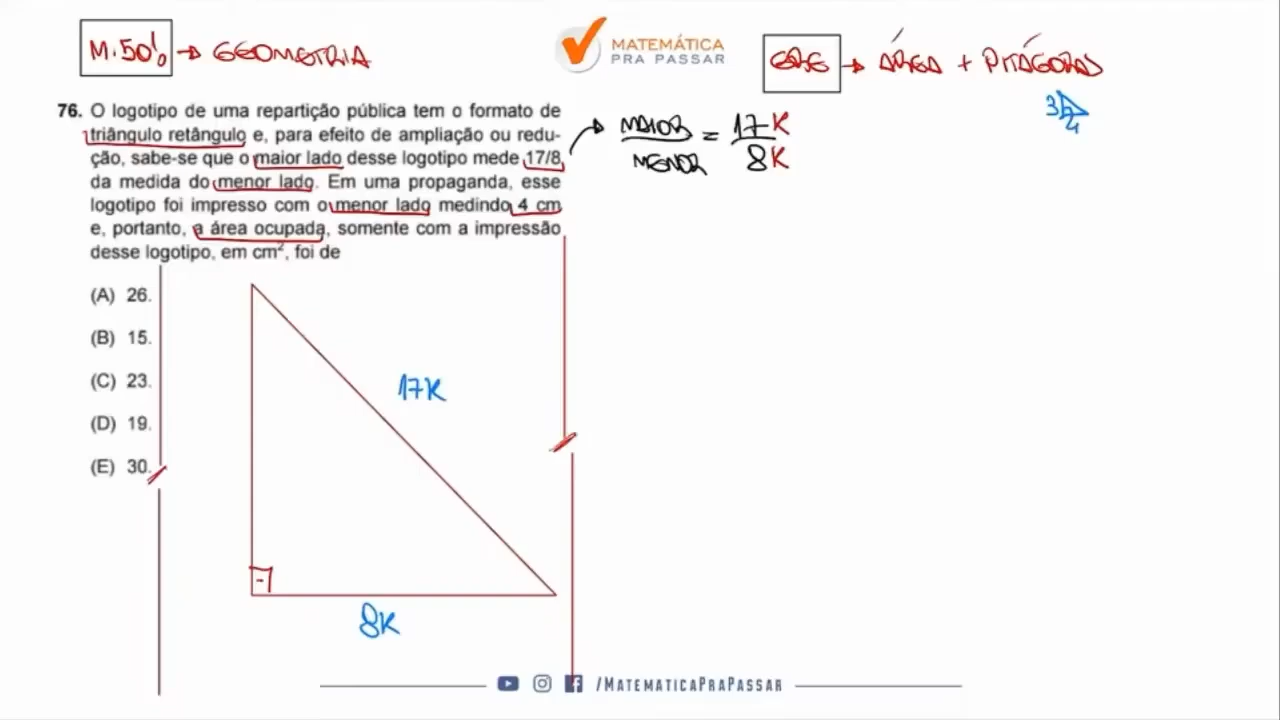 M.50% → GEOMETRIA
MATEMÁTICA
PRA PASSAR
→ ÁREA + PITÁGORAS
3 5
4
76. O logotipo de uma repartição pública tem o formato de
triângulo retângulo e, para efeito de ampliação ou redu-
ção, sabe-se que o maior lado desse logotipo mede 17/8
da medida do menor lado. Em uma propaganda, esse
logotipo foi impresso com o menor lado medindo 4 cm
e, portanto, a área ocupada, somente com a impressão
desse logotipo, em cm², foi de
MAIOR = 17K
MENOR 8K
(A) 26.
(B) 15.
(C) 23.
(D) 19.
(E) 30.
17K
8K
/MATEMATICAPRAPASSAR